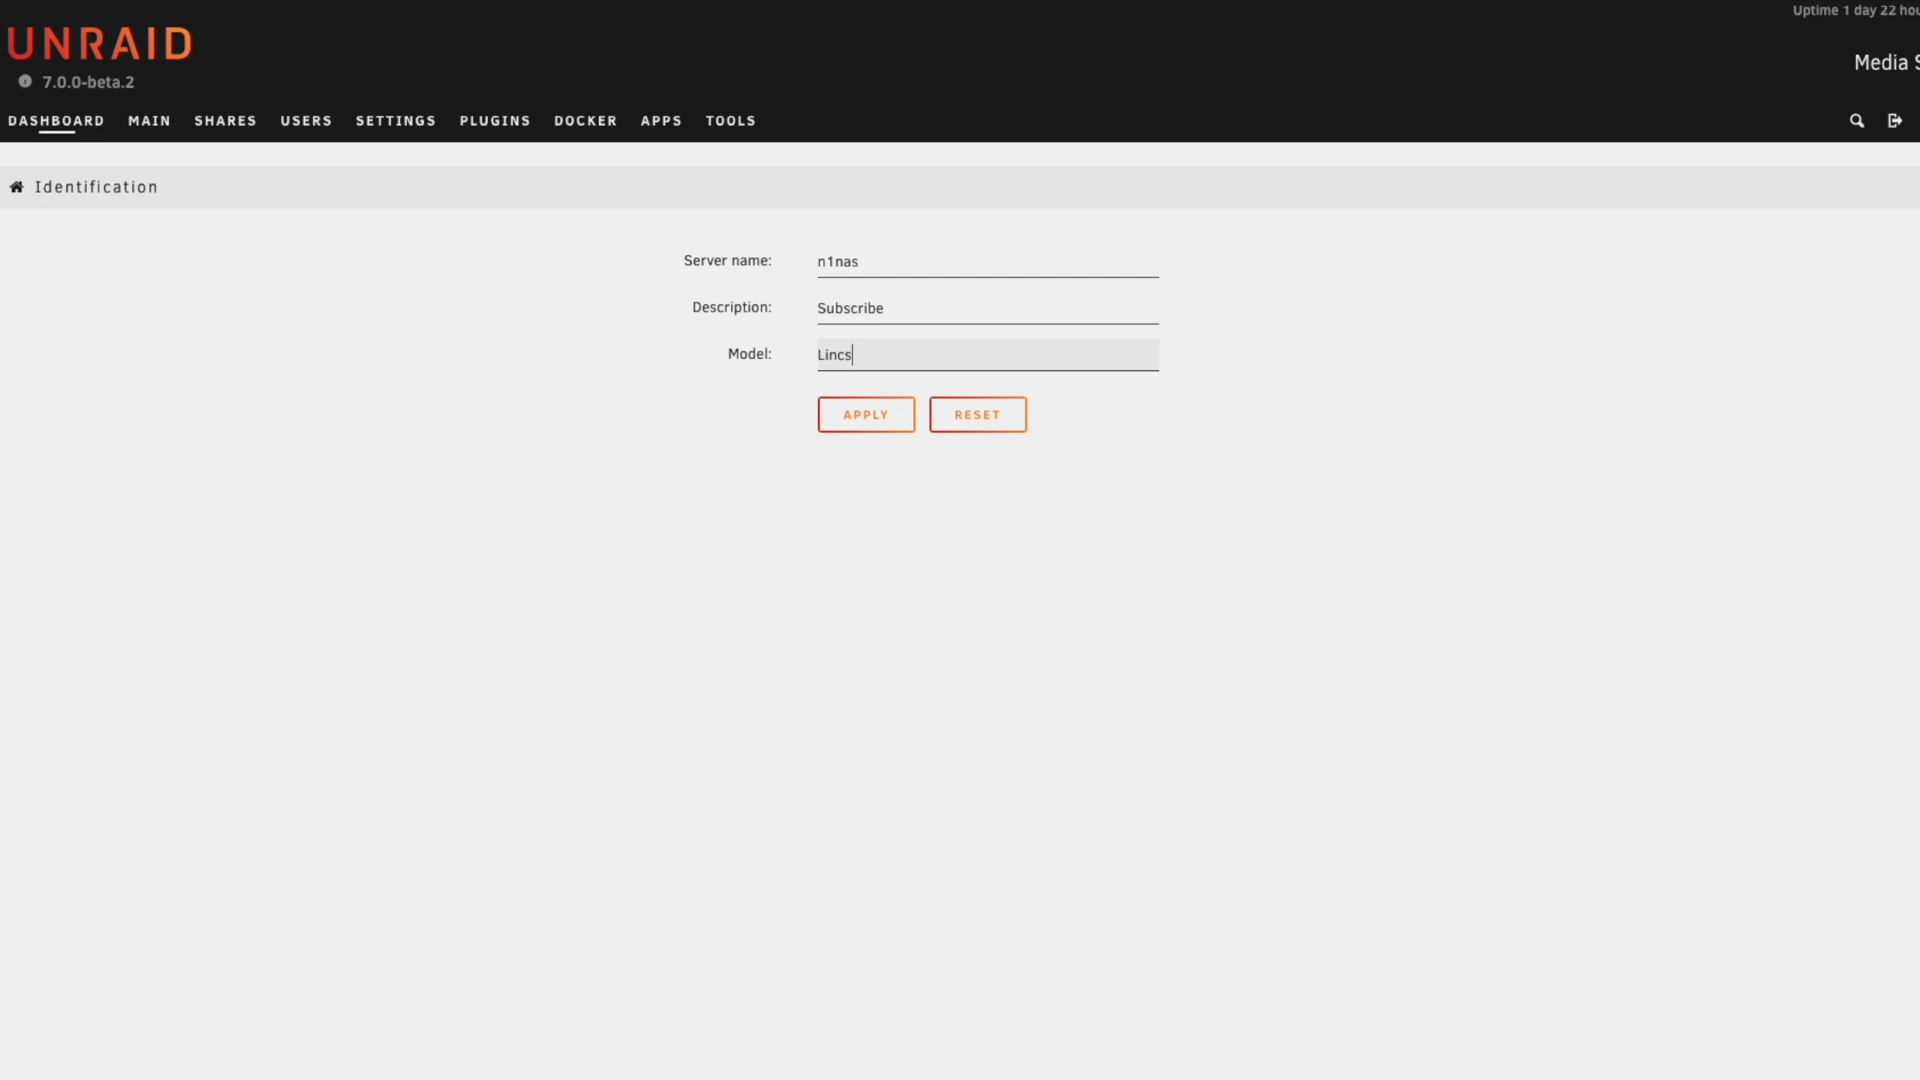 Uptime 1 day 22
UNRAID
7.0.0-beta.2
Media
DASHBOARD MAIN SHARES USERS SETTINGS PLUGINS DOCKER APPS TOOLS
Identification
Server name: n1nas
Description: Subscribe
Model: Lincs
APPLY RESET